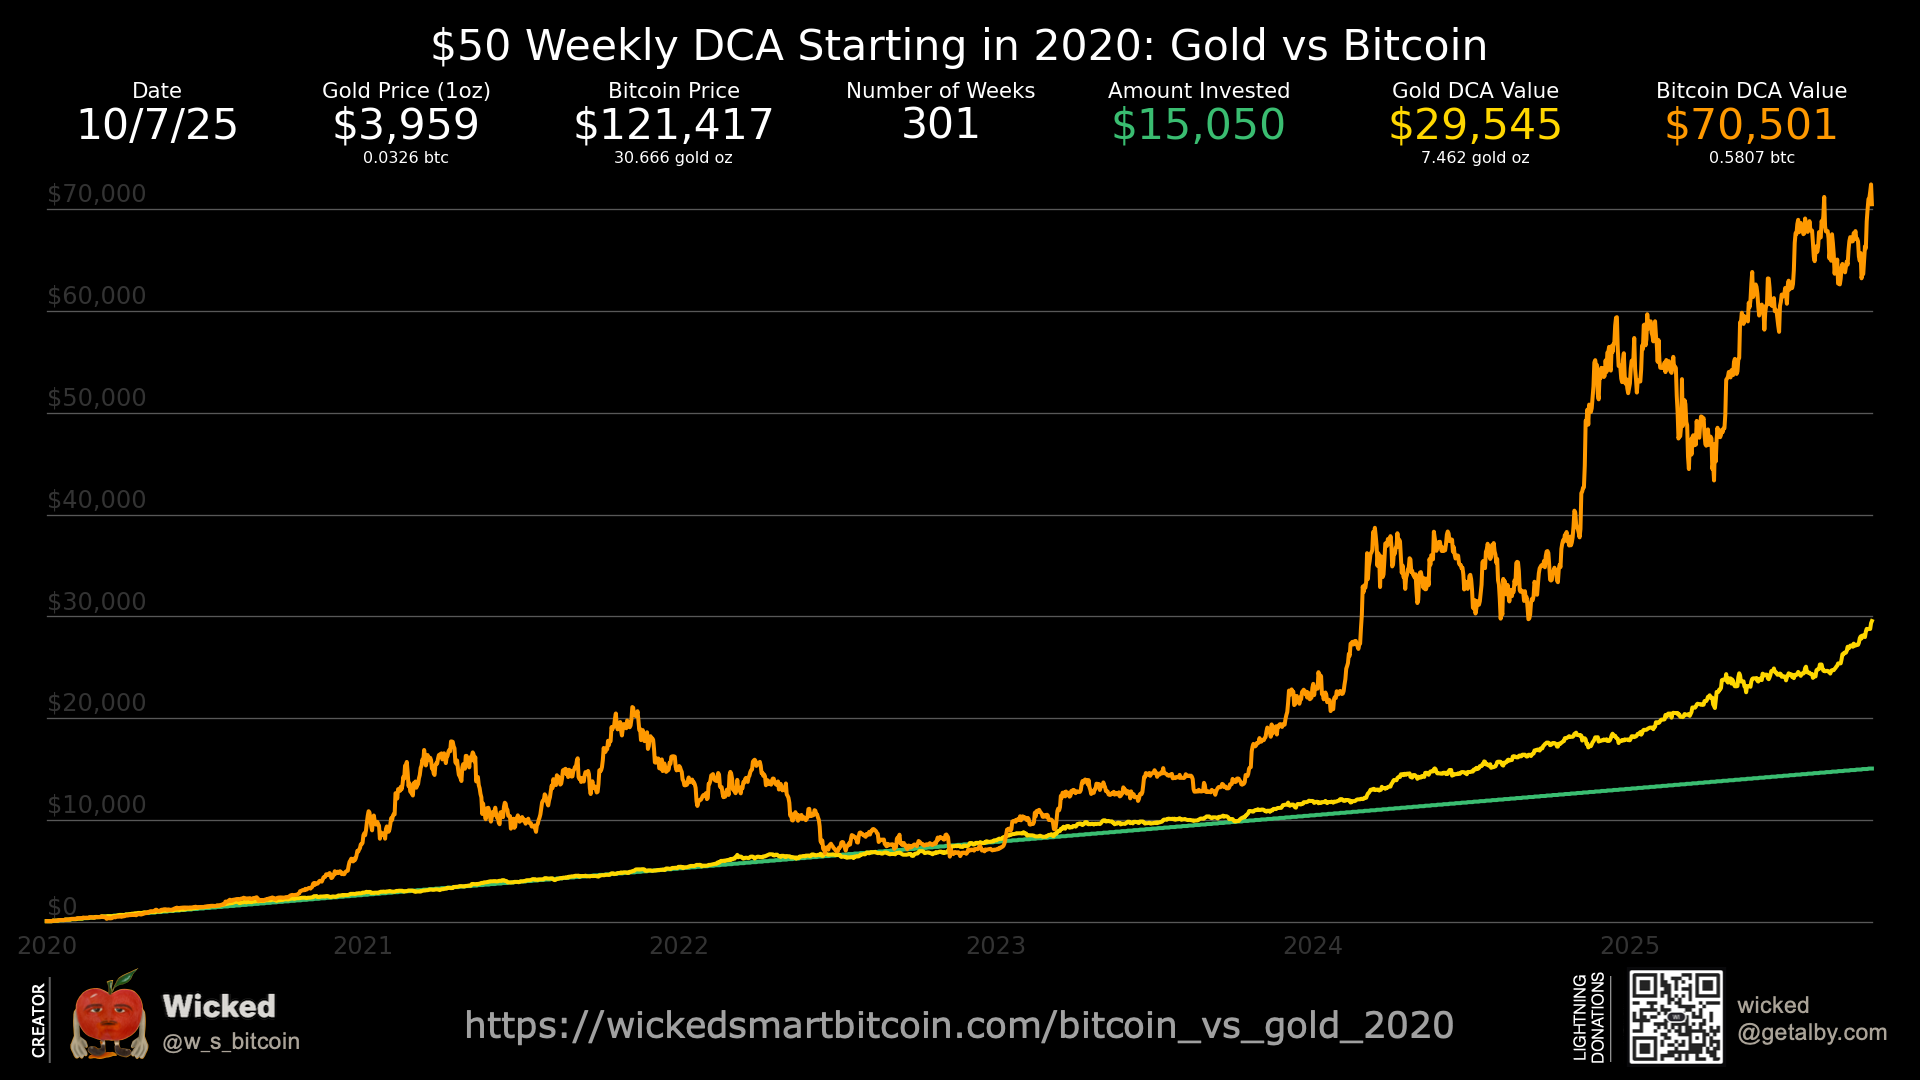 $50 Weekly DCA Starting in 2020: Gold vs Bitcoin
Date
10/7/25
Gold Price (1oz)
$3,959
0.0326 btc
Bitcoin Price
$121,417
30.666 gold oz
Number of Weeks
301
Amount Invested
$15,050
Gold DCA Value
$29,545
7.462 gold oz
Bitcoin DCA Value
$70,501
0.5807 btc
$70,000
$60,000
$50,000
$40,000
$30,000
$20,000
$10,000
$0
2020
2021
2022
2023
2024
2025
CREATOR
Wicked
@w_s_bitcoin
https://wickedsmartbitcoin.com/bitcoin_vs_gold_2020
LIGHTNING
DONATIONS
wicked
@getalby.com